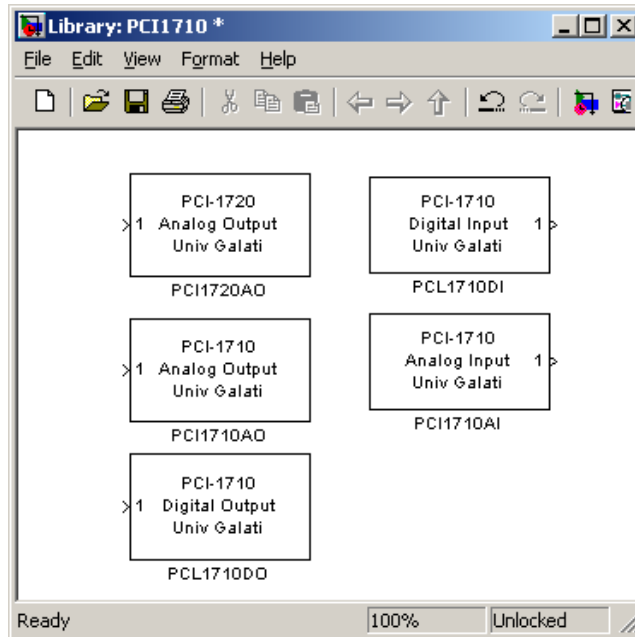 Library: PCI1710 *
File Edit View Format Help
PCI-1720
1 Analog Output
Univ Galati
PCI1720AO
PCI-1710
Digital Input 1
Univ Galati
PCL1710DI
PCI-1710
1 Analog Output
Univ Galati
PCI1710AO
PCI-1710
Analog Input 1
Univ Galati
PCI1710AI
PCI-1710
1 Digital Output
Univ Galati
PCL1710DO
Ready 100% Unlocked